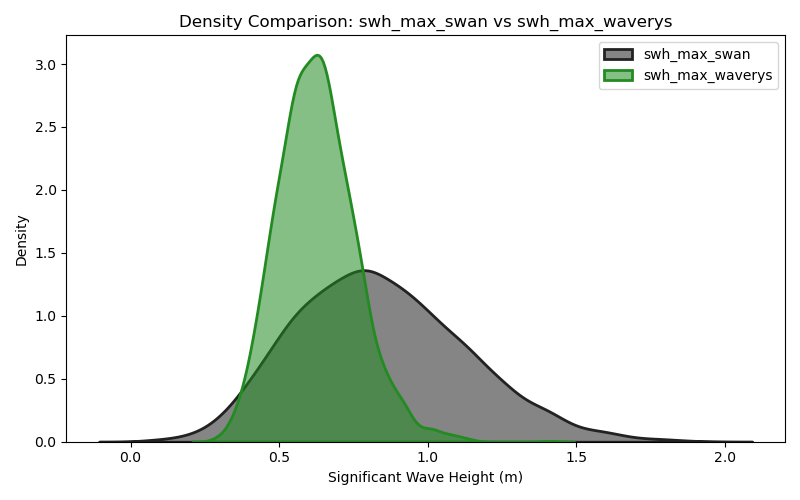 Density Comparison: swh_max_swan vs swh_max_waverys
swh_max_swan
swh_max_waverys
3.0
2.5
2.0
1.5
1.0
0.5
0.0
Density
0.0 0.5 1.0 1.5 2.0
Significant Wave Height (m)